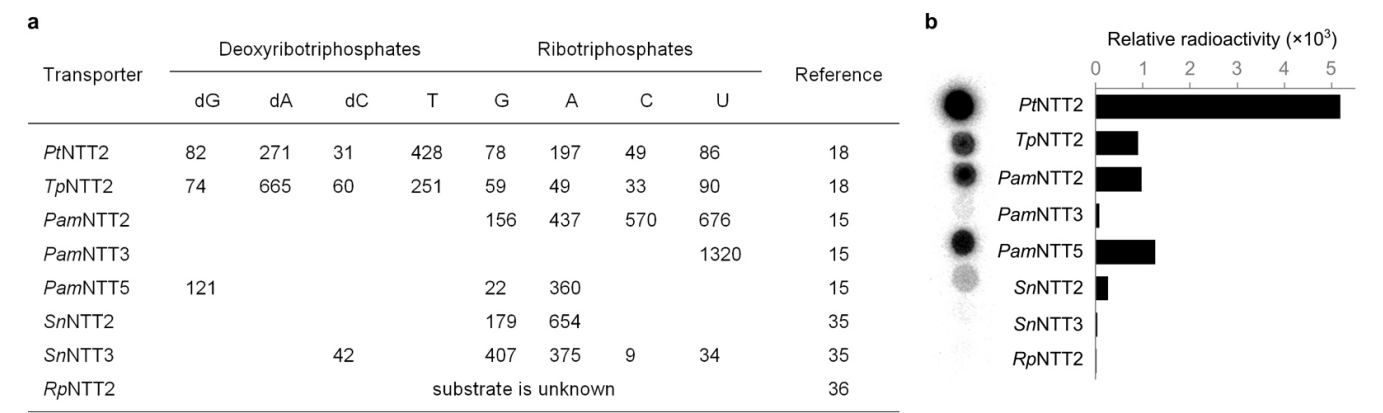 a
Deoxyribotriphosphates Ribotriphosphates
Transporter Reference
dG dA dC T G A C U
PtNTT2 82 271 31 428 78 197 49 86 18
TpNTT2 74 665 60 251 59 49 33 90 18
PamNTT2 156 437 570 676 15
PamNTT3 1320 15
PamNTT5 121 22 360 15
SnNTT2 179 654 35
SnNTT3 42 407 375 9 34 35
RpNTT2 substrate is unknown 36
b
Relative radioactivity (×10³)
0 1 2 3 4 5
PtNTT2
TpNTT2
PamNTT2
PamNTT3
PamNTT5
SnNTT2
SnNTT3
RpNTT2